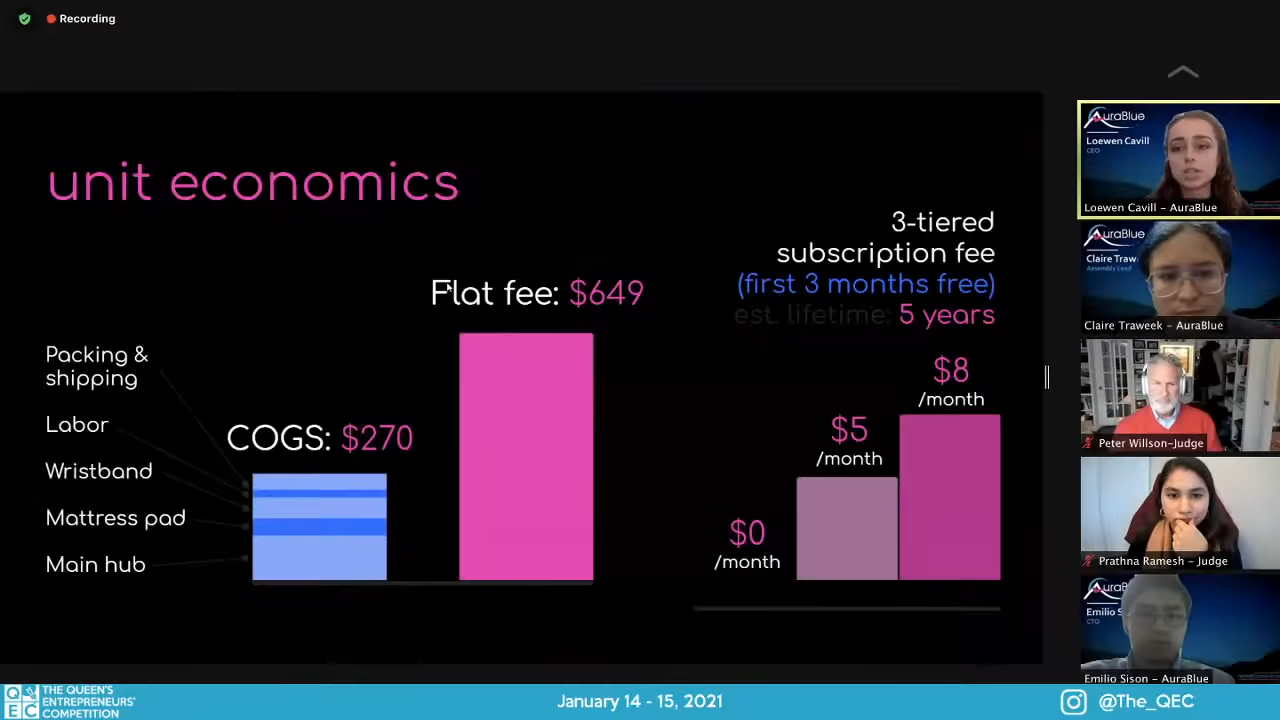 Recording
unit economics
3-tiered
subscription fee
(first 3 months free)
est. lifetime: 5 years
Flat fee: $649
$8
/month
Packing &
shipping
$5
/month
Labor
COGS: $270
Wristband
Mattress pad
$0
/month
Main hub
AuraBlue
Loewen Cavill
CEO
Loewen Cavill – AuraBlue
AuraBlue
Claire Traw
Assembly Lead
Claire Traweek – AuraBlue
Peter Willson-Judge
Prathna Ramesh – Judge
AuraBlue
Emilio S
CTO
Emilio Sison – AuraBlue
QEC
THE QUEEN'S
ENTREPRENEURS'
COMPETITION
January 14 - 15, 2021
@The_QEC